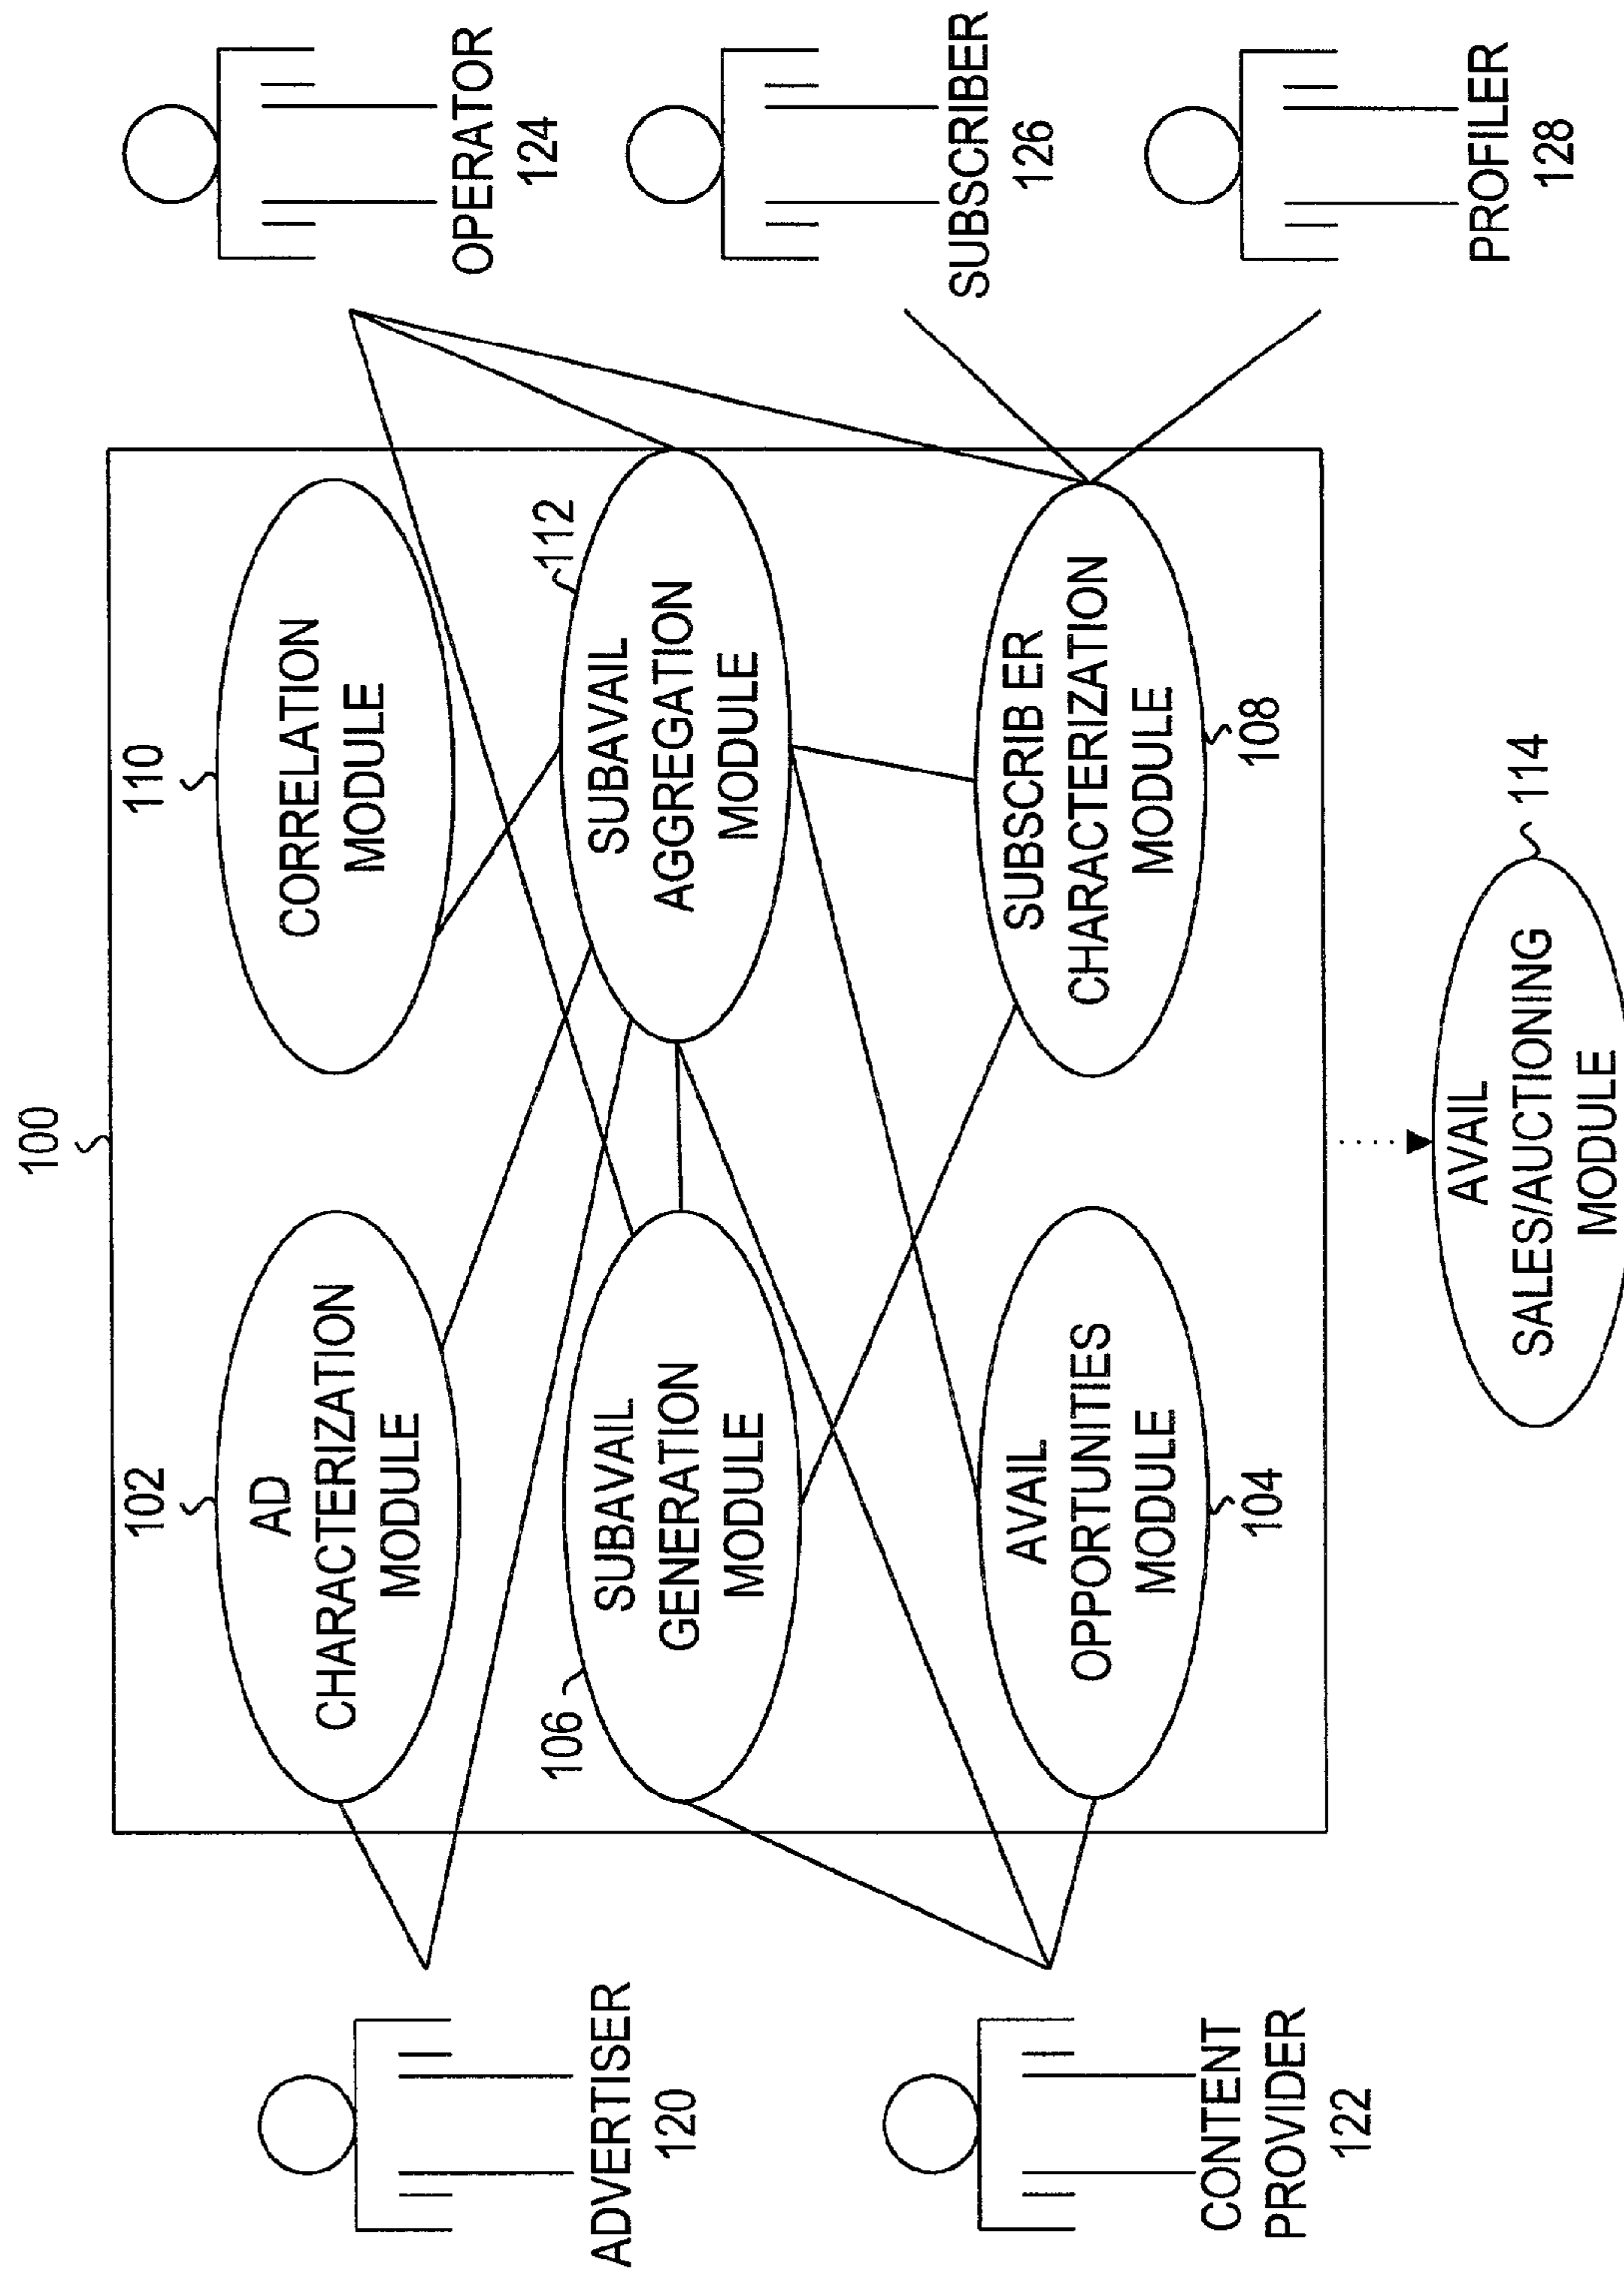 100
102
AD
CHARACTERIZATION
MODULE
110
CORRELATION
MODULE
OPERATOR
124
ADVERTISER
120
106
SUBAVAIL
GENERATION
MODULE
112
SUBAVAIL
AGGREGATION
MODULE
SUBSCRIBER
126
CONTENT
PROVIDER
122
AVAIL
OPPORTUNITIES
MODULE
104
SUBSCRIB ER
CHARACTERIZATION
MODULE
108
PROFILER
128
AVAIL
SALES/AUCTIONING
MODULE
114